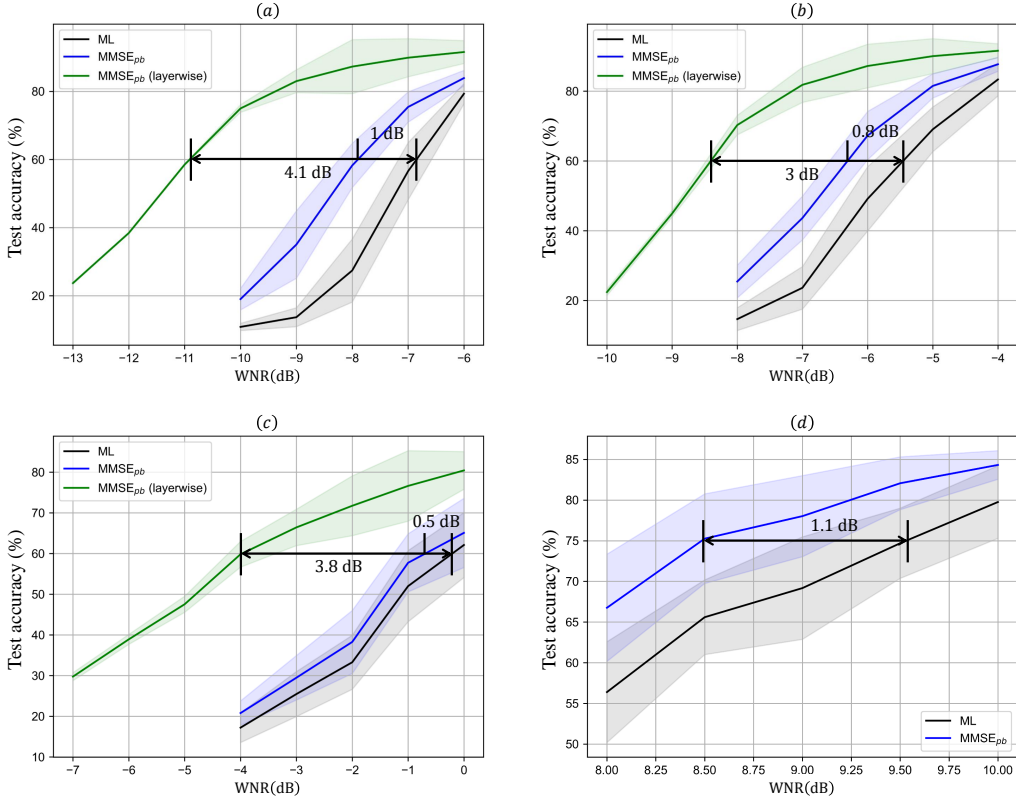 (a)
ML
MMSE_pb
MMSE_pb (layerwise)
Test accuracy (%)
80
60
40
20
1 dB
4.1 dB
−13 −12 −11 −10 −9 −8 −7 −6
WNR(dB)
(b)
ML
MMSE_pb
MMSE_pb (layerwise)
Test accuracy (%)
80
60
40
20
0.8 dB
3 dB
−10 −9 −8 −7 −6 −5 −4
WNR(dB)
(c)
ML
MMSE_pb
MMSE_pb (layerwise)
Test accuracy (%)
80
70
60
50
40
30
20
10
0.5 dB
3.8 dB
−7 −6 −5 −4 −3 −2 −1 0
WNR(dB)
(d)
Test accuracy (%)
85
80
75
70
65
60
55
50
1.1 dB
ML
MMSE_pb
8.00 8.25 8.50 8.75 9.00 9.25 9.50 9.75 10.00
WNR(dB)